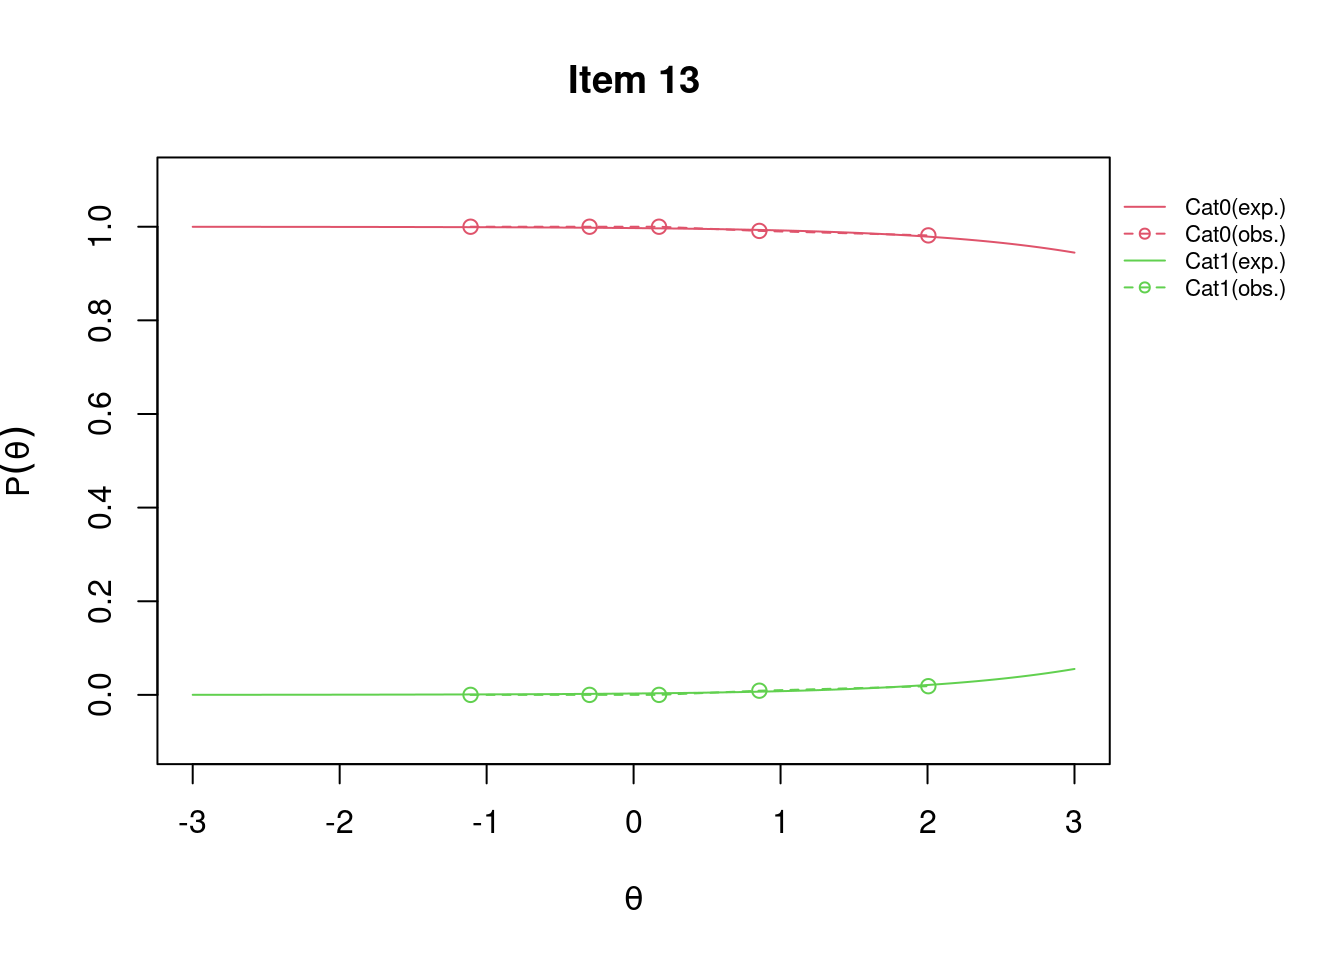 Item 13
Cat0(exp.)
Cat0(obs.)
Cat1(exp.)
Cat1(obs.)
P(θ)
1.0
0.8
0.6
0.4
0.2
0.0
-3 -2 -1 0 1 2 3
θ